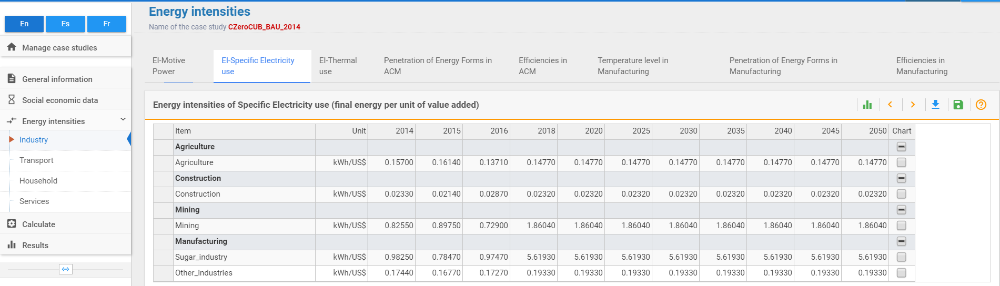 Energy intensities
Name of the case study CZeroCUB_BAU_2014
En Es Fr
Manage case studies
General information
Social economic data
Energy intensities
Industry
Transport
Household
Services
Calculate
Results
EI-Motive
Power
EI-Specific Electricity
use
EI-Thermal
use
Penetration of Energy Forms in
ACM
Efficiencies in
ACM
Temperature level in
Manufacturing
Penetration of Energy Forms in
Manufacturing
Efficiencies in
Manufacturing
Energy intensities of Specific Electricity use (final energy per unit of value added)
Item Unit 2014 2015 2016 2018 2020 2025 2030 2035 2040 2045 2050 Chart
Agriculture
Agriculture kWh/US$ 0.15700 0.16140 0.13710 0.14770 0.14770 0.14770 0.14770 0.14770 0.14770 0.14770 0.14770
Construction
Construction kWh/US$ 0.02330 0.02140 0.02870 0.02320 0.02320 0.02320 0.02320 0.02320 0.02320 0.02320 0.02320
Mining
Mining kWh/US$ 0.82550 0.89750 0.72900 1.86040 1.86040 1.86040 1.86040 1.86040 1.86040 1.86040 1.86040
Manufacturing
Sugar_industry kWh/US$ 0.98250 0.78470 0.97470 5.61930 5.61930 5.61930 5.61930 5.61930 5.61930 5.61930 5.61930
Other_industries kWh/US$ 0.17440 0.16770 0.17270 0.19330 0.19330 0.19330 0.19330 0.19330 0.19330 0.19330 0.19330